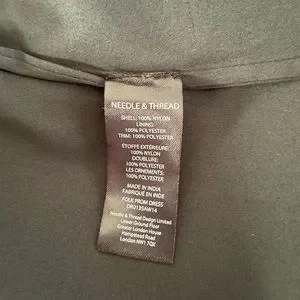 NEEDLE & THREAD
SHELL: 100% NYLON
LINING:
100% POLYESTER
TRIM: 100% POLYESTER
ÉTOFFE EXTÉRIEURE
100% NYLON
DOUBLURE:
100% POLYESTER
LES ORNEMENTS:
100% POLYESTER
MADE IN INDIA
FABRIQUÉ EN INDE
FOLK PROM DRESS
DR0135AW14
Needle & Thread Design Limited
Lower Ground Floor
Greater London House
Hampstead Road
London NW17QX